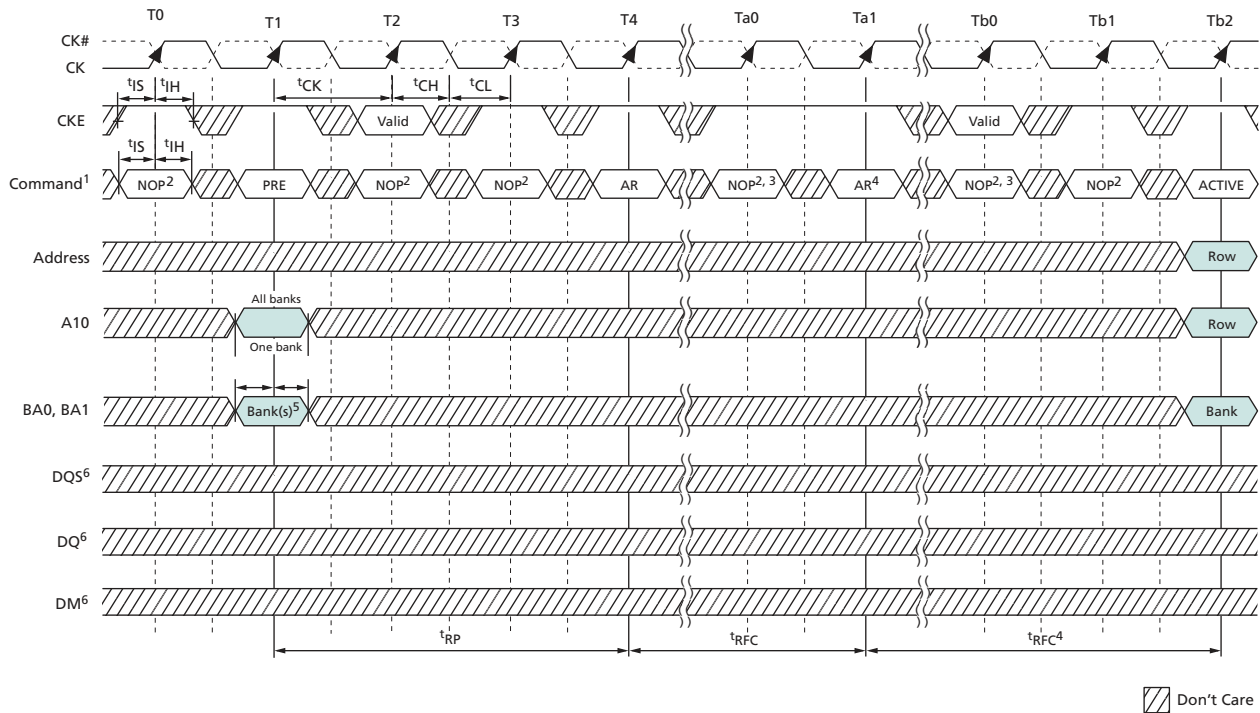 T0 T1 T2 T3 T4 Ta0 Ta1 Tb0 Tb1 Tb2
CK#
CK
tIS tIH tCK tCH tCL
CKE Valid Valid
tIS tIH
Command1 NOP2 PRE NOP2 NOP2 AR NOP2, 3 AR4 NOP2, 3 NOP2 ACTIVE
Address Row
All banks
A10 Row
One bank
BA0, BA1 Bank(s)5 Bank
DQS6
DQ6
DM6
tRP tRFC tRFC4
Don't Care